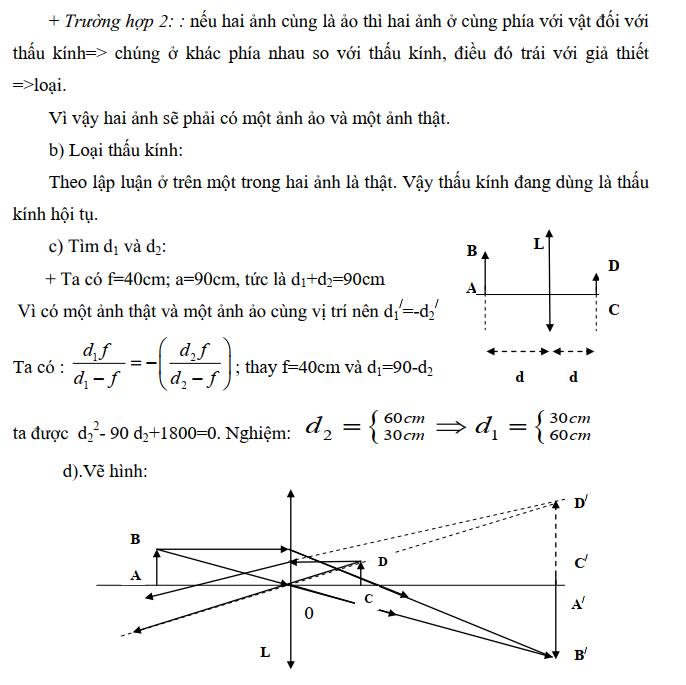 + Trường hợp 2: : nếu hai ảnh cùng là ảo thì hai ảnh ở cùng phía với vật đối với
thấu kính=> chúng ở khác phía nhau so với thấu kính, điều đó trái với giả thiết
=>loại.
Vì vậy hai ảnh sẽ phải có một ảnh ảo và một ảnh thật.
b) Loại thấu kính:
Theo lập luận ở trên một trong hai ảnh là thật. Vậy thấu kính đang dùng là thấu
kính hội tụ.
c) Tìm d₁ và d₂:
+ Ta có f=40cm; a=90cm, tức là d₁+d₂=90cm
Vì có một ảnh thật và một ảnh ảo cùng vị trí nên d₁/=-d₂/
B
L
D
A
C
d
d
Ta có : d₁f/(d₁ − f) = −(d₂f/(d₂ − f)); thay f=40cm và d₁=90-d₂
ta được d₂²- 90 d₂+1800=0. Nghiệm: d₂ = {60cm 30cm ⟹ d₁ = {30cm 60cm
d).Vẽ hình:
D/
B
D
C/
A
C
A/
0
L
B/